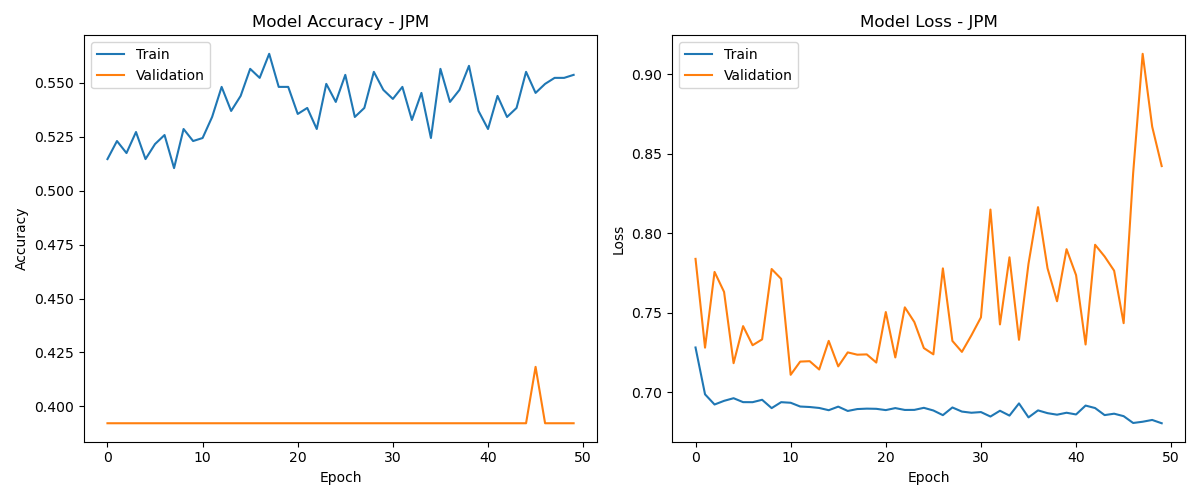 Model Accuracy - JPM
Train
Validation
0.550
0.525
0.500
0.475
0.450
0.425
0.400
Accuracy
0 10 20 30 40 50
Epoch
Model Loss - JPM
Train
Validation
0.90
0.85
0.80
0.75
0.70
Loss
0 10 20 30 40 50
Epoch